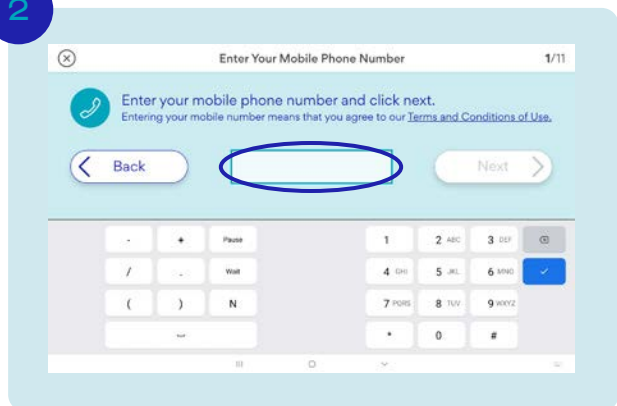 2
Enter Your Mobile Phone Number 1/11
Enter your mobile phone number and click next.
Entering your mobile number means that you agree to our Terms and Conditions of Use.
Back Next
- + Pause 1 2 ABC 3 DEF
/ . Wait 4 GHI 5 JKL 6 MNO
( ) N 7 PQRS 8 TUV 9 WXYZ
* 0 #